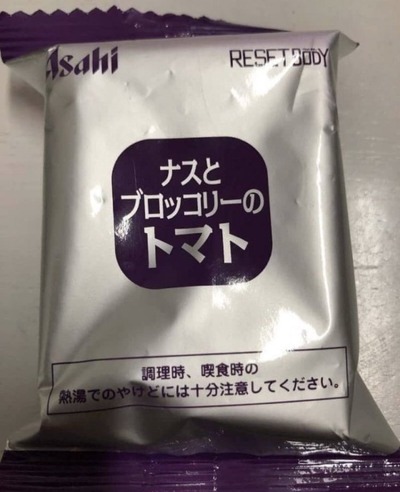 Asahi
RESET BODY
ナスと
ブロッコリーの
トマト
調理時、喫食時の
熱湯でのやけどには十分注意してください。